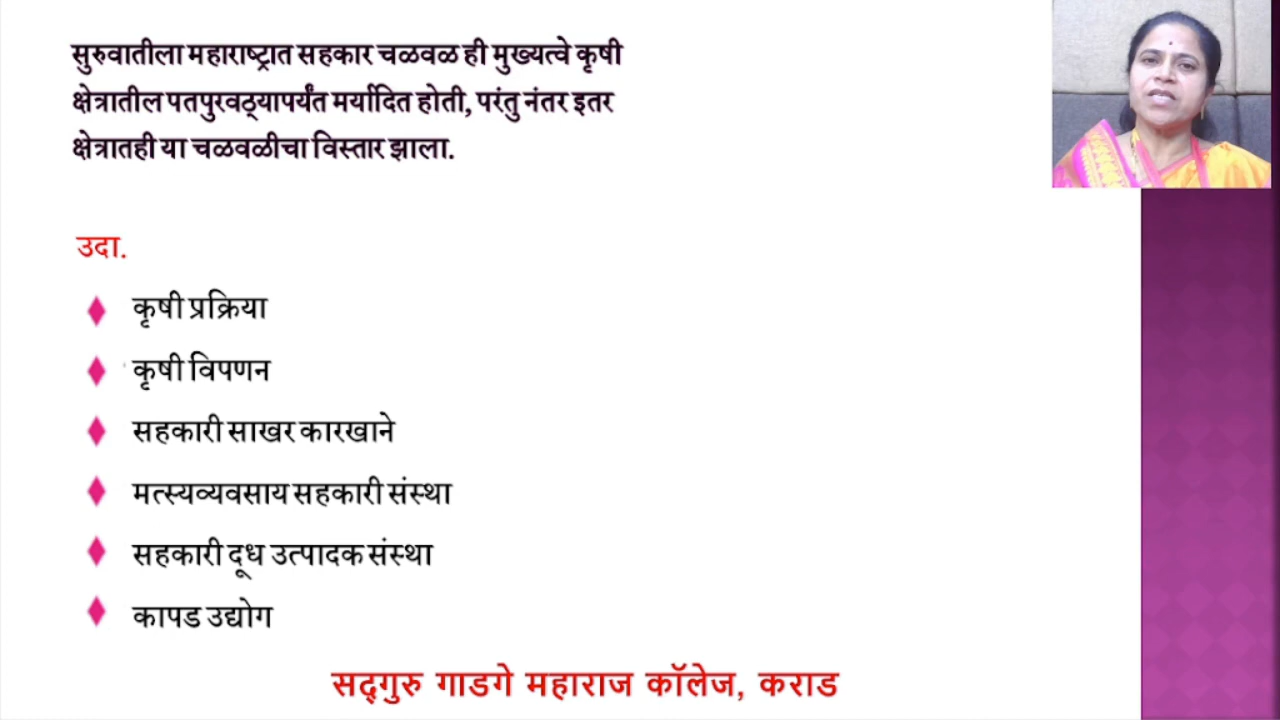 सुरुवातीला महाराष्ट्रात सहकार चळवळ ही मुख्यत्वे कृषी
क्षेत्रातील पतपुरवठ्यापर्यंत मर्यादित होती, परंतु नंतर इतर
क्षेत्रातही या चळवळीचा विस्तार झाला.
उदा.
कृषी प्रक्रिया
कृषी विपणन
सहकारी साखर कारखाने
मत्स्यव्यवसाय सहकारी संस्था
सहकारी दूध उत्पादक संस्था
कापड उद्योग
सद्गुरु गाडगे महाराज कॉलेज, कराड